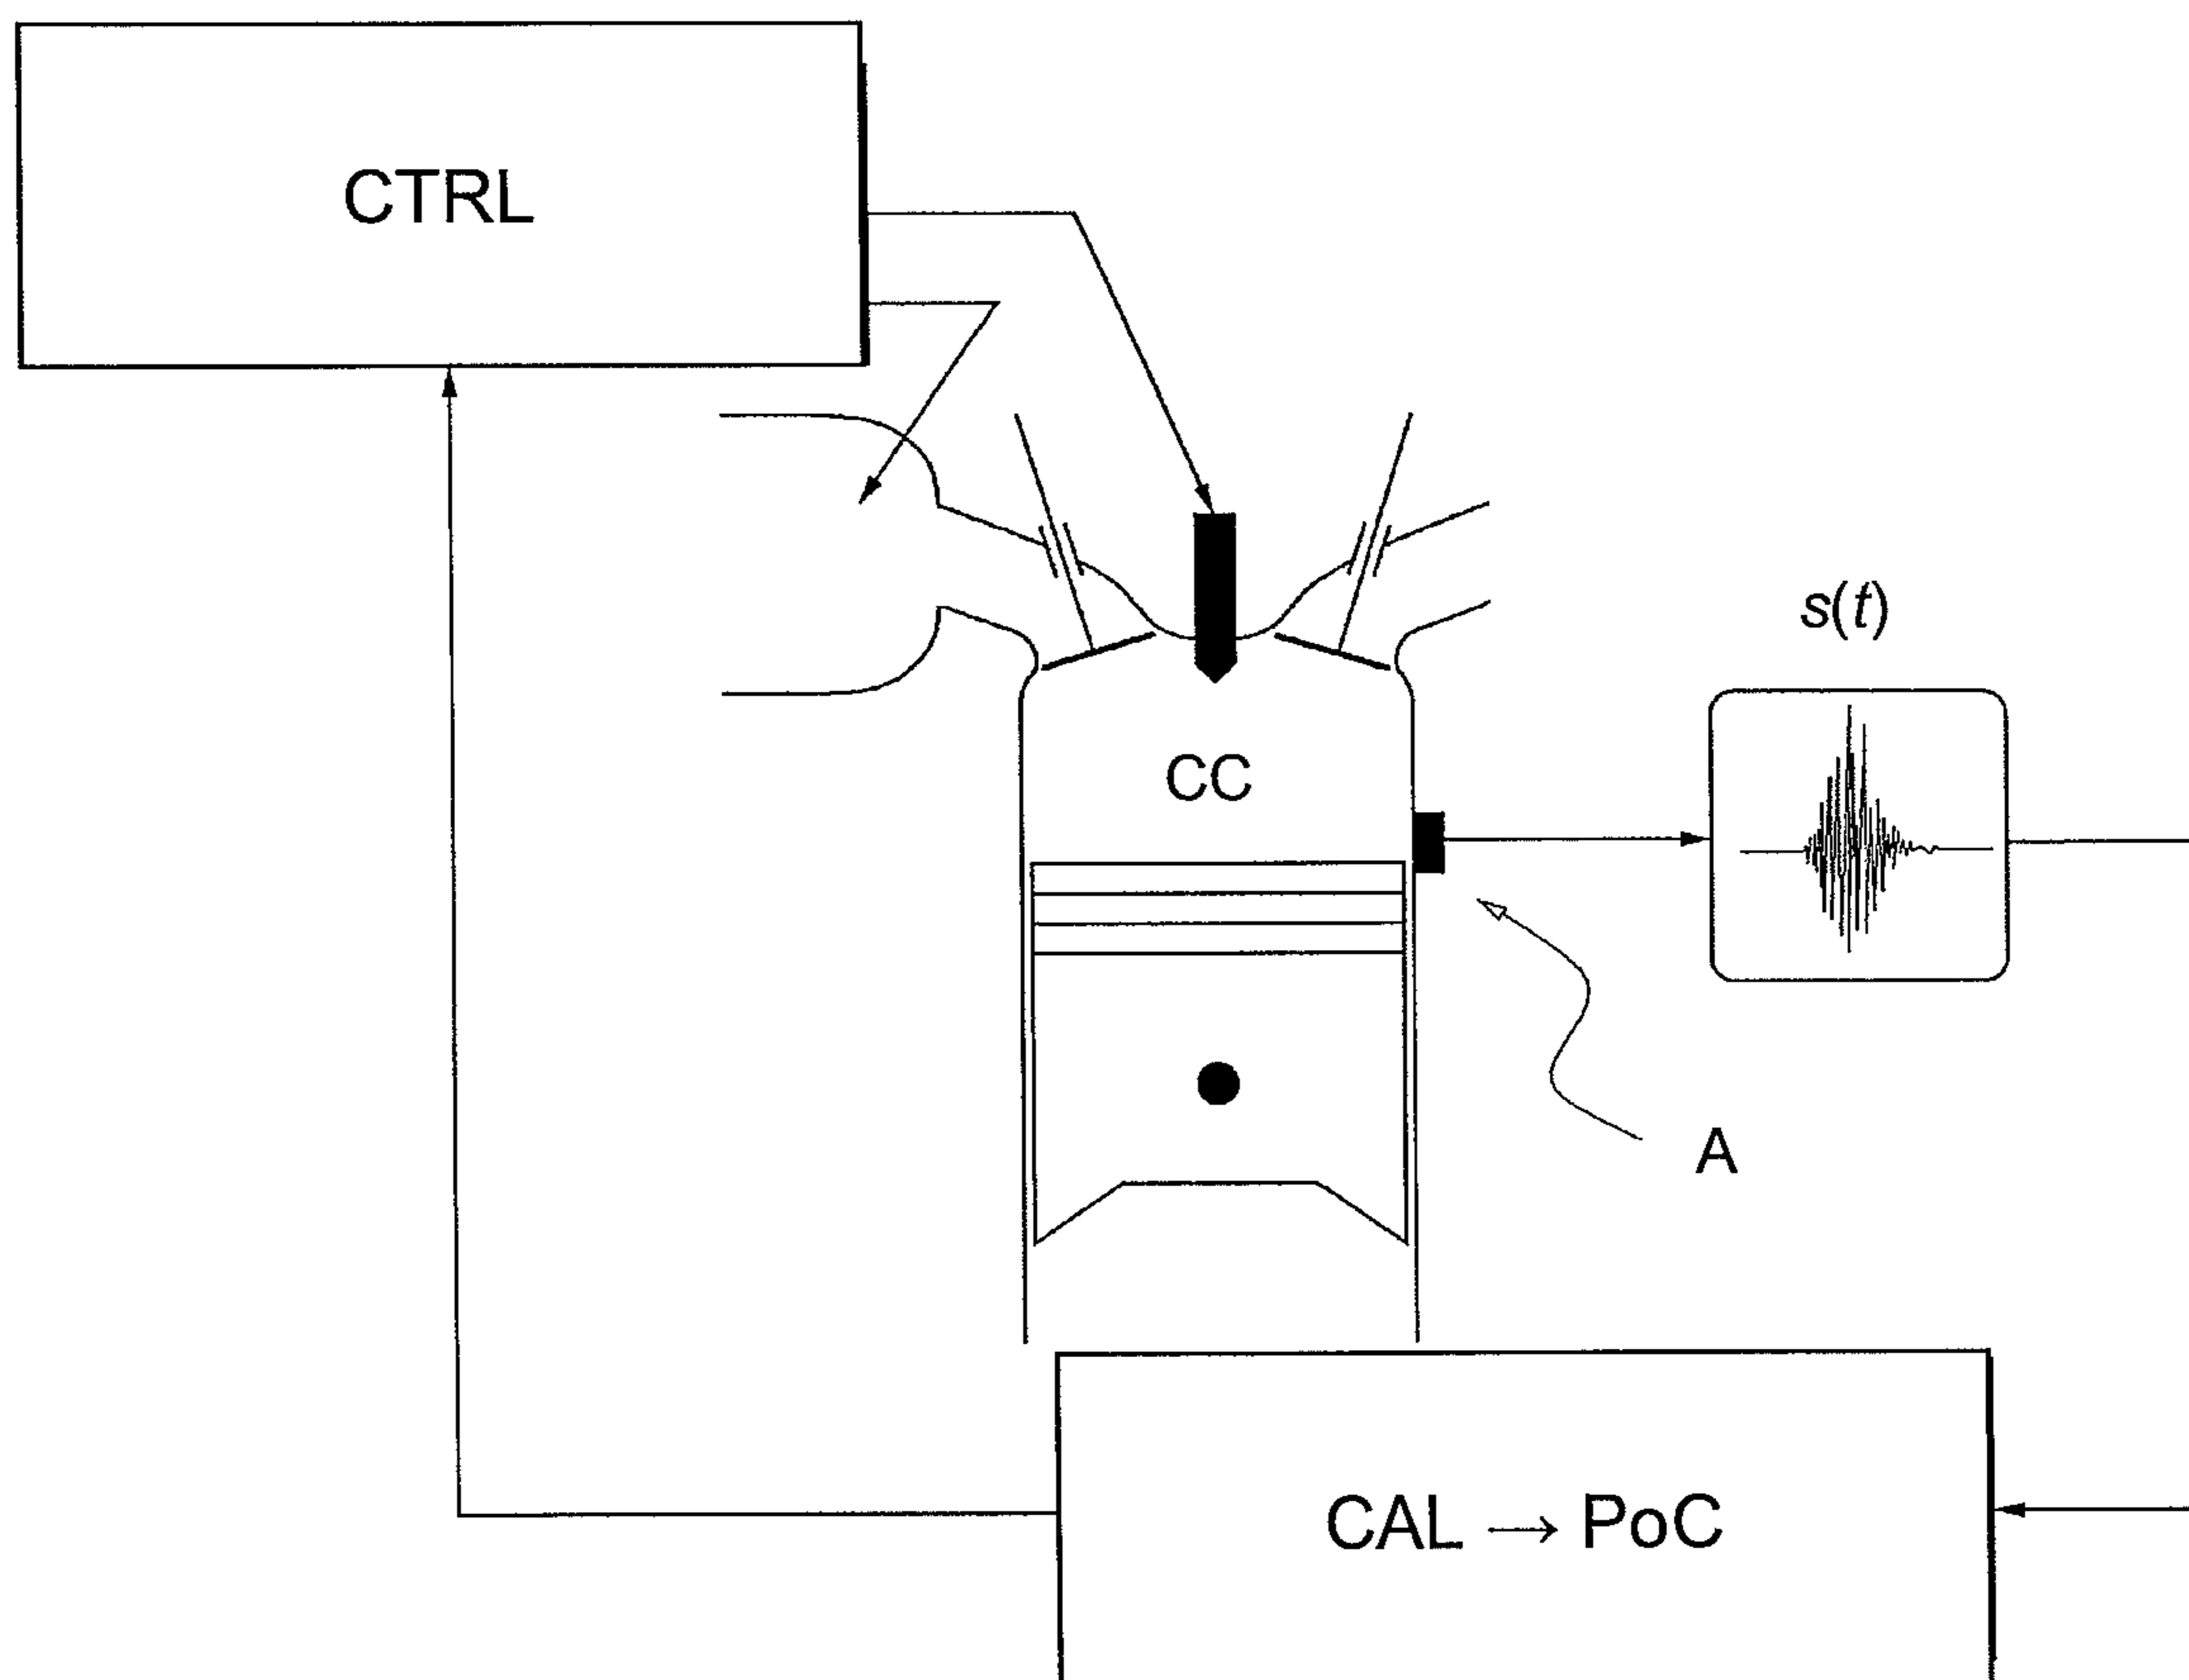 CTRL
s(t)
CC
A
CAL → PoC